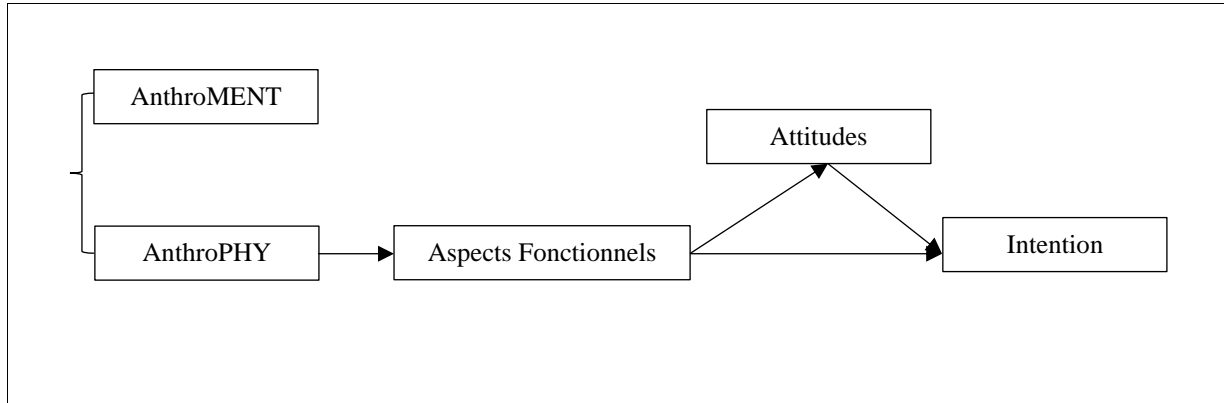 AnthroMENT
Attitudes
Intention
AnthroPHY
Aspects Fonctionnels